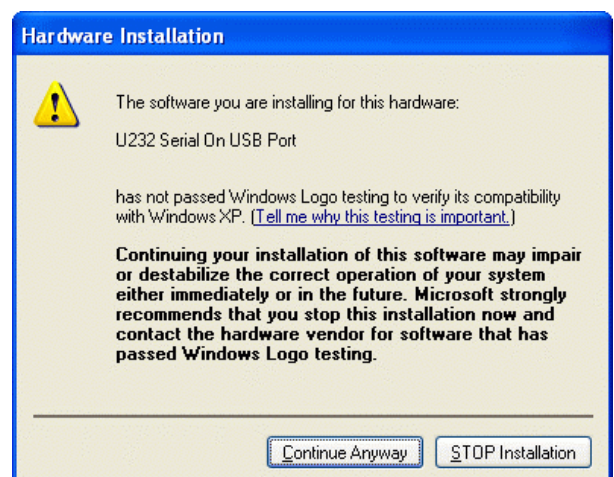 Hardware Installation
The software you are installing for this hardware:
U232 Serial On USB Port
has not passed Windows Logo testing to verify its compatibility
with Windows XP. (Tell me why this testing is important.)
Continuing your installation of this software may impair
or destabilize the correct operation of your system
either immediately or in the future. Microsoft strongly
recommends that you stop this installation now and
contact the hardware vendor for software that has
passed Windows Logo testing.
Continue Anyway
STOP Installation